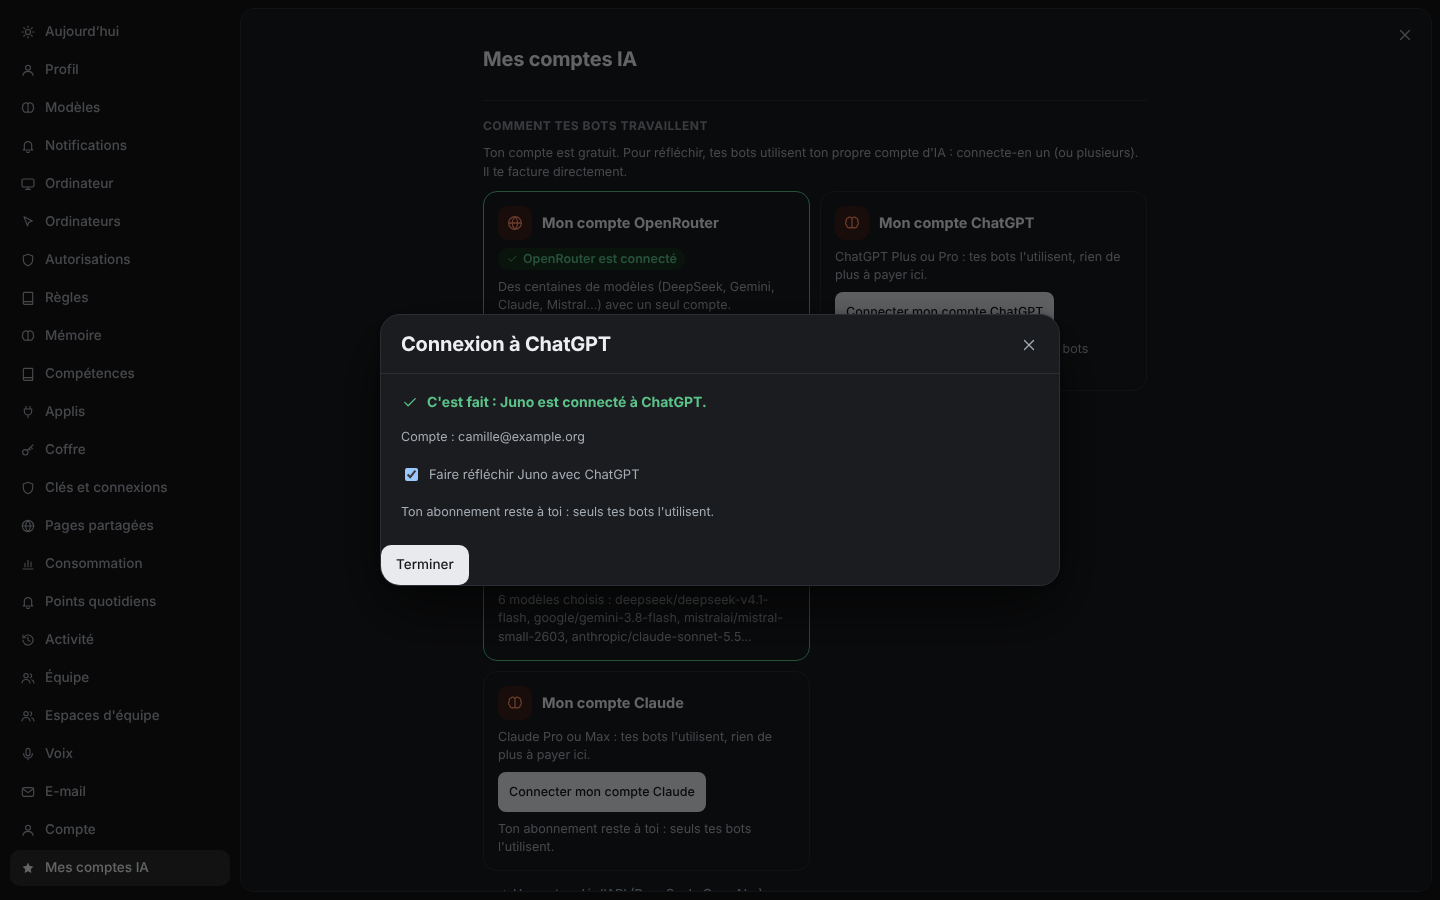 Aujourd'hui
Profil
Modèles
Notifications
Ordinateur
Ordinateurs
Autorisations
Règles
Mémoire
Compétences
Applis
Coffre
Clés et connexions
Pages partagées
Consommation
Points quotidiens
Activité
Équipe
Espaces d'équipe
Voix
E-mail
Compte
Mes comptes IA
Mes comptes IA
COMMENT TES BOTS TRAVAILLENT
Ton compte est gratuit. Pour réfléchir, tes bots utilisent ton propre compte d'IA : connecte-en un (ou plusieurs).
Il te facture directement.
Mon compte OpenRouter
OpenRouter est connecté
Des centaines de modèles (DeepSeek, Gemini,
Claude, Mistral...) avec un seul compte.
Mon compte ChatGPT
ChatGPT Plus ou Pro : tes bots l'utilisent, rien de
plus à payer ici.
Connecter mon compte ChatGPT
bots
Connexion à ChatGPT
C'est fait : Juno est connecté à ChatGPT.
Compte : camille@example.org
Faire réfléchir Juno avec ChatGPT
Ton abonnement reste à toi : seuls tes bots l'utilisent.
Terminer
6 modèles choisis : deepseek/deepseek-v4.1-
flash, google/gemini-3.8-flash, mistralai/mistral-
small-2603, anthropic/claude-sonnet-5.5...
Mon compte Claude
Claude Pro ou Max : tes bots l'utilisent, rien de
plus à payer ici.
Connecter mon compte Claude
Ton abonnement reste à toi : seuls tes bots
l'utilisent.